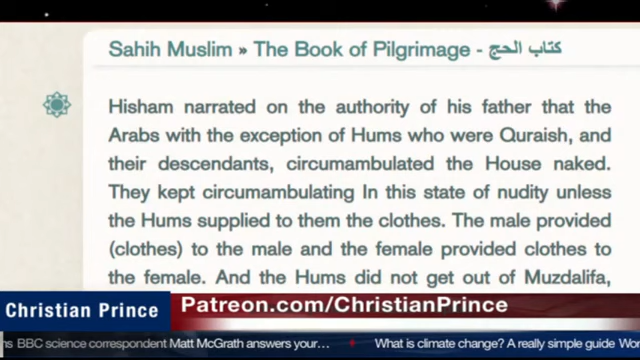 Sahih Muslim » The Book of Pilgrimage - كتاب الحج
Hisham narrated on the authority of his father that the
Arabs with the exception of Hums who were Quraish, and
their descendants, circumambulated the House naked.
They kept circumambulating In this state of nudity unless
the Hums supplied to them the clothes. The male provided
(clothes) to the male and the female provided clothes to
the female. And the Hums did not get out of Muzdalifa,
Christian Prince
Patreon.com/ChristianPrince
ns BBC science correspondent Matt McGrath answers your… What is climate change? A really simple guide Wor